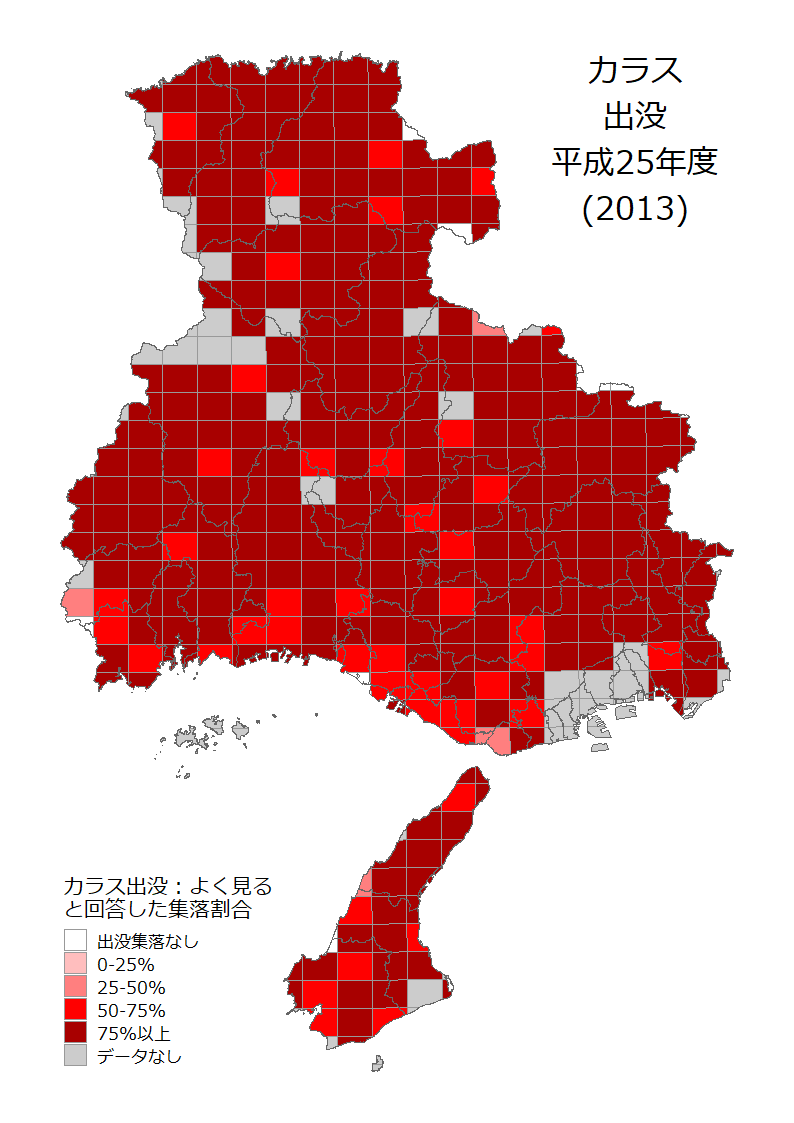 カラス
出没
平成25年度
(2013)
カラス出没：よく見る
と回答した集落割合
出没集落なし
0-25%
25-50%
50-75%
75%以上
データなし